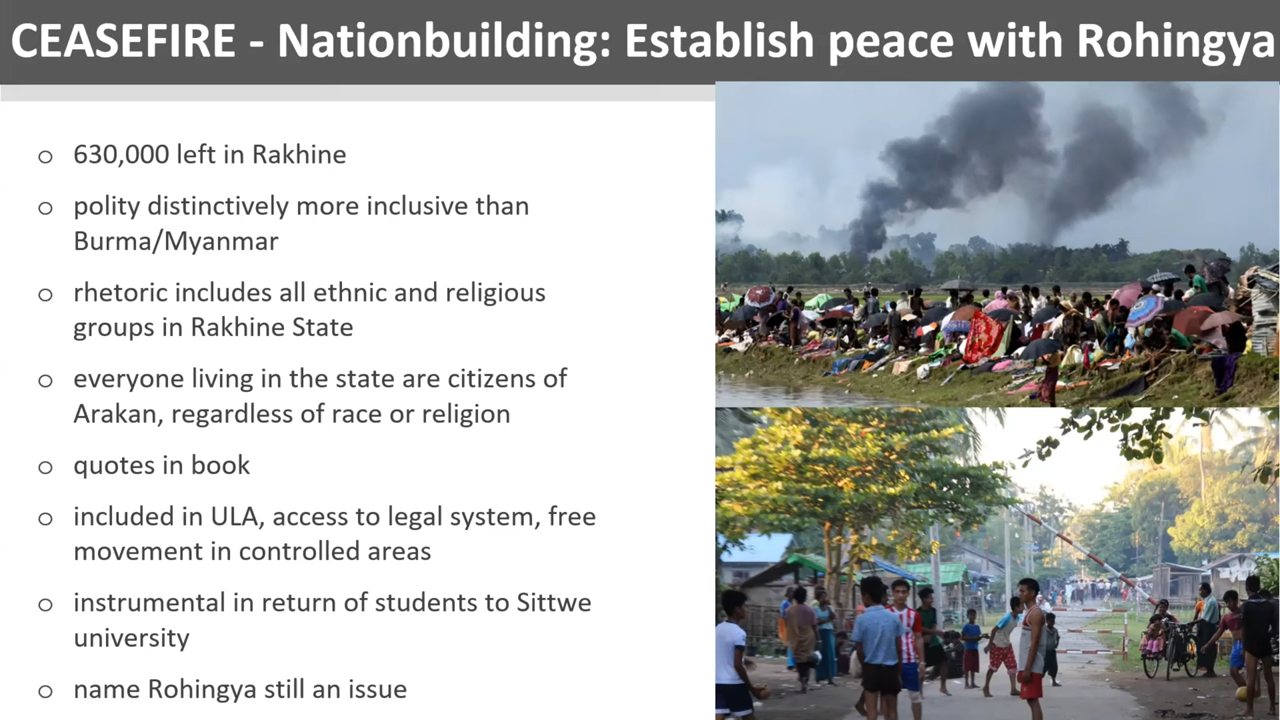 CEASEFIRE - Nationbuilding: Establish peace with Rohingya
o 630,000 left in Rakhine
o polity distinctively more inclusive than
Burma/Myanmar
o rhetoric includes all ethnic and religious
groups in Rakhine State
o everyone living in the state are citizens of
Arakan, regardless of race or religion
o quotes in book
o included in ULA, access to legal system, free
movement in controlled areas
o instrumental in return of students to Sittwe
university
o name Rohingya still an issue